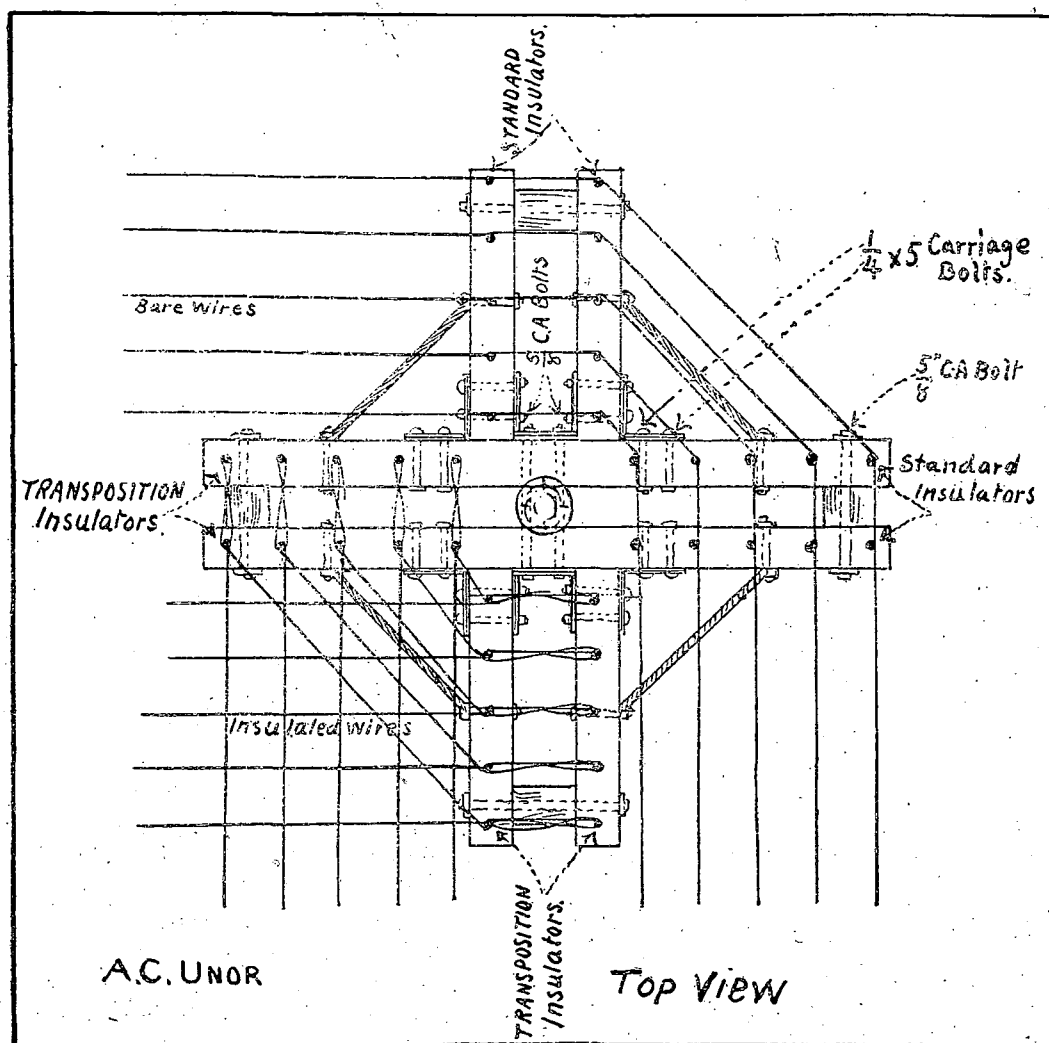 STANDARD
Insulators.
1/4 x 5 Carriage
Bolts.
5/8 CA Bolts
Bare Wires
5/8" CA Bolt
TRANSPOSITION
Insulators.
Standard
Insulators
Insulated wires
TRANSPOSITION
Insulators.
A.C. UNOR
Top View